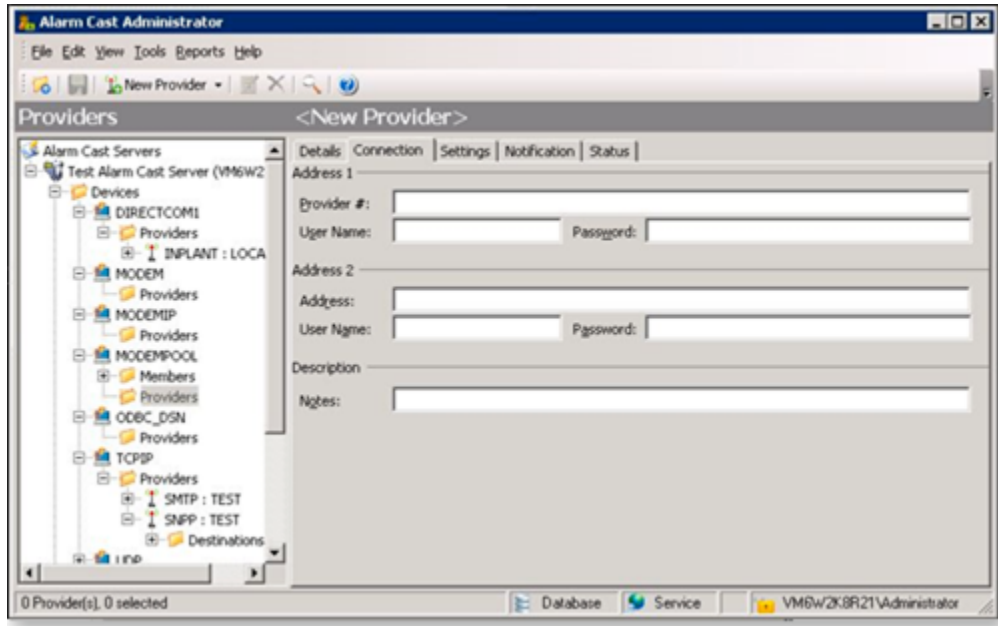 Alarm Cast Administrator
File Edit View Tools Reports Help
New Provider
Providers
<New Provider>
Alarm Cast Servers
Test Alarm Cast Server (VM6W2
Devices
DIRECTCOM1
Providers
INPLANT : LOCA
MODEM
Providers
MODEMIP
Providers
MODEMPOOL
Members
Providers
ODBC_DSN
Providers
TCPIP
Providers
SMTP : TEST
SNPP : TEST
Destinations
UDP
Details Connection Settings Notification Status
Address 1
Provider #:
User Name: Password:
Address 2
Address:
User Name: Password:
Description
Notes:
0 Provider(s), 0 selected Database Service VM6W2K8R21\Administrator